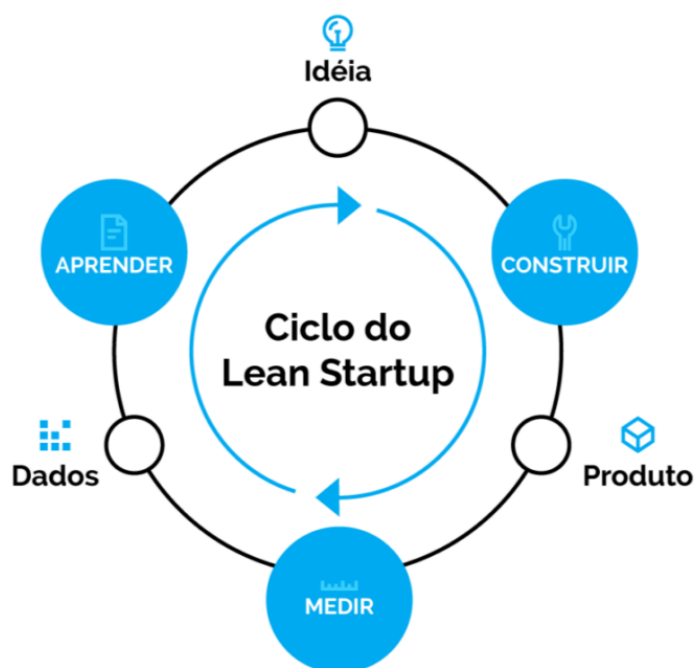 Idéia
APRENDER
CONSTRUIR
Ciclo do
Lean Startup
Dados
Produto
MEDIR